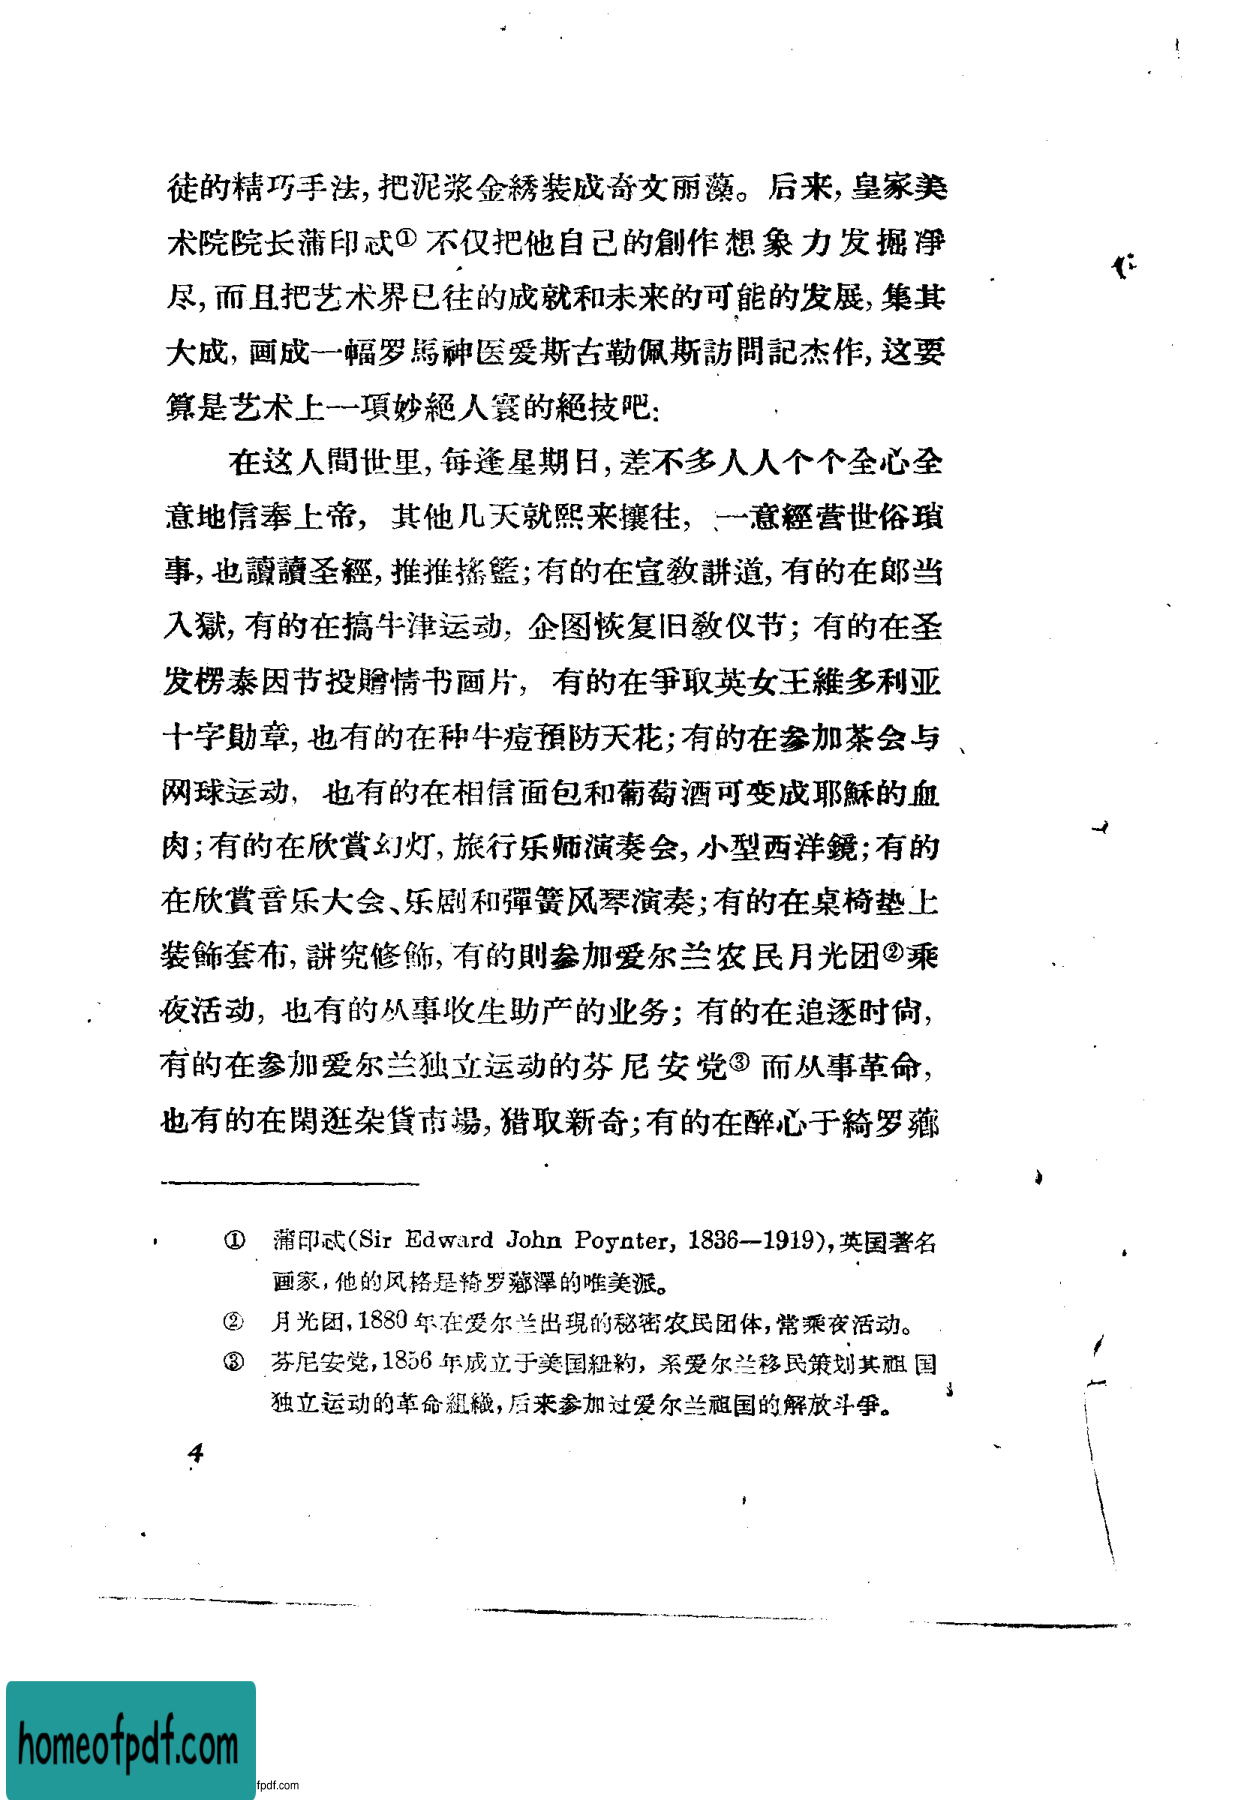 徒的精巧手法,把泥浆金綉装成奇文丽藻。后来,皇家美
术院院长蒲印忒①不仅把他自己的創作想象力发掘淨
尽,而且把艺术界已往的成就和未来的可能的发展,集其
大成,画成一幅罗馬神医爱斯古勒佩斯訪問記杰作,这要
算是艺术上一項妙絕人寰的絕技吧;
在这人間世里,每逢星期日,差不多人人个个全心全
意地信奉上帝,其他几天就熙来攘往,一意經营世俗瑣
事,也讀讀圣經,推推搖籃;有的在宣敎講道,有的在郎当
入獄,有的在搞牛津运动,企图恢复旧敎仪节;有的在圣
发楞泰因节投贈情书画片,有的在爭取英女王維多利亚
十字勛章,也有的在种牛痘預防天花;有的在参加茶会与
网球运动,也有的在相信面包和葡萄酒可变成耶穌的血
肉;有的在欣賞幻灯,旅行乐师演奏会,小型西洋鏡;有的
在欣賞音乐大会、乐剧和彈簧风琴演奏;有的在桌椅垫上
装飾套布,講究修飾,有的則参加爱尔兰农民月光团②乘
夜活动,也有的从事收生助产的业务;有的在追逐时尙,
有的在参加爱尔兰独立运动的芬尼安党③而从事革命,
也有的在閑逛杂貨市場,猎取新奇;有的在醉心于綺罗薌
① 蒲印忒(Sir Edward John Poynter, 1836—1919),英国著名
画家,他的风格是綺罗薌澤的唯美派。
② 月光团,1880年在爱尔兰出現的秘密农民团体,常乘夜活动。
③ 芬尼安党,1856年成立于美国紐約,系爱尔兰移民策划其祖国
独立运动的革命組織,后来参加过爱尔兰祖国的解放斗爭。
4
homeofpdf.com
fpdf.com